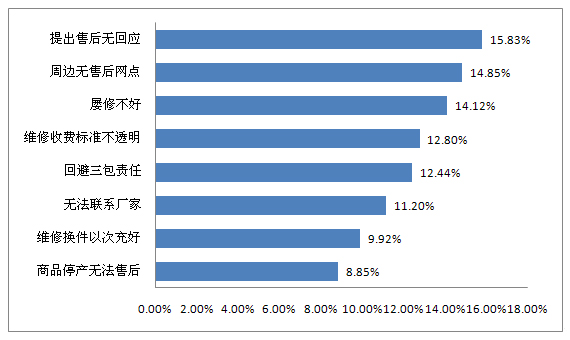 提出售后无回应 15.83%
周边无售后网点 14.85%
屡修不好 14.12%
维修收费标准不透明 12.80%
回避三包责任 12.44%
无法联系厂家 11.20%
维修换件以次充好 9.92%
商品停产无法售后 8.85%
0.00% 2.00% 4.00% 6.00% 8.00% 10.00% 12.00% 14.00% 16.00% 18.00%